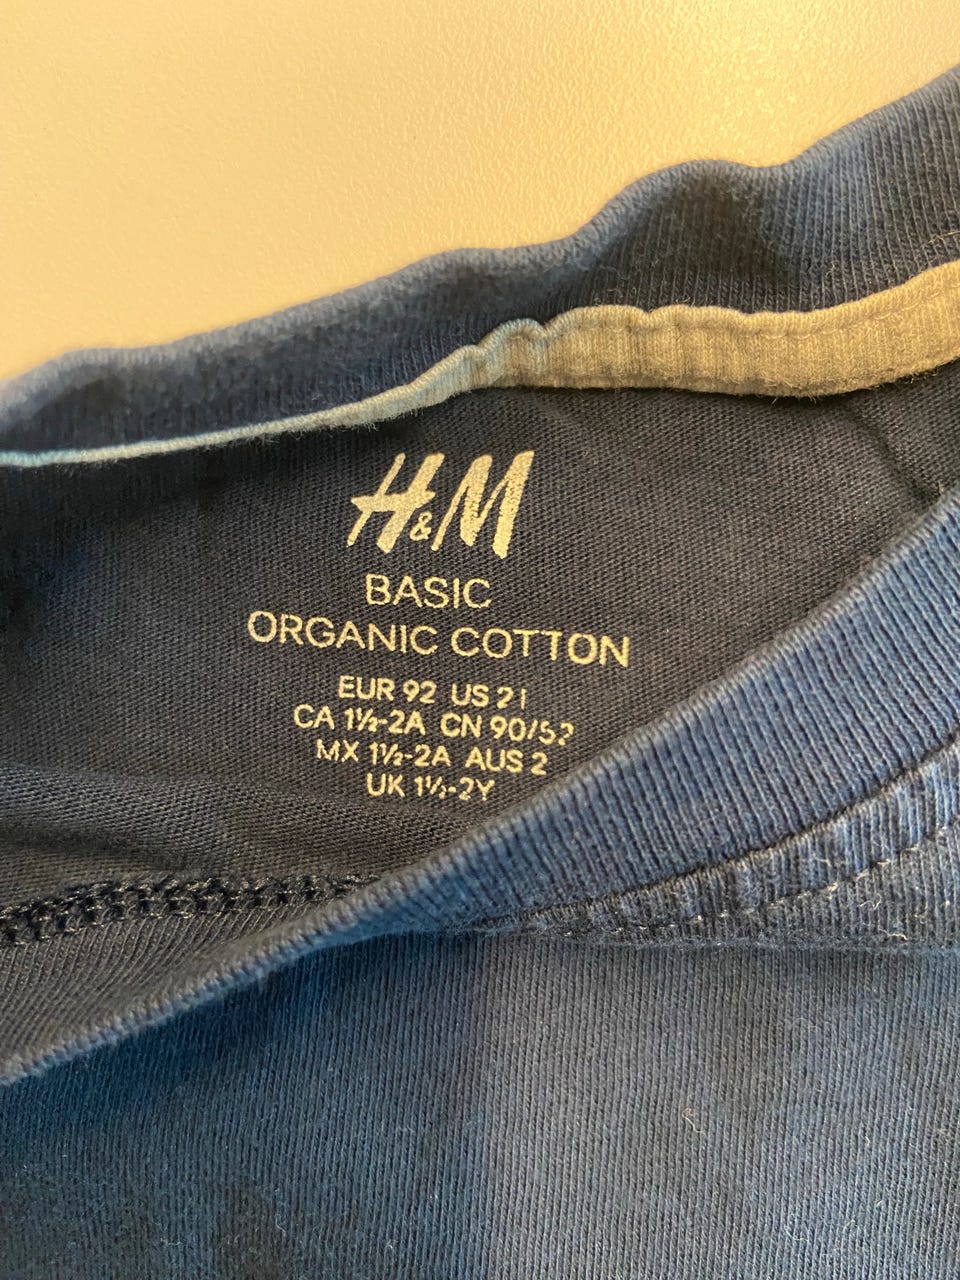 H&M
BASIC
ORGANIC COTTON
EUR 92 US
CA 1½-2A CN 90/52
MX 1½-2A AUS 2
UK 1½-2Y